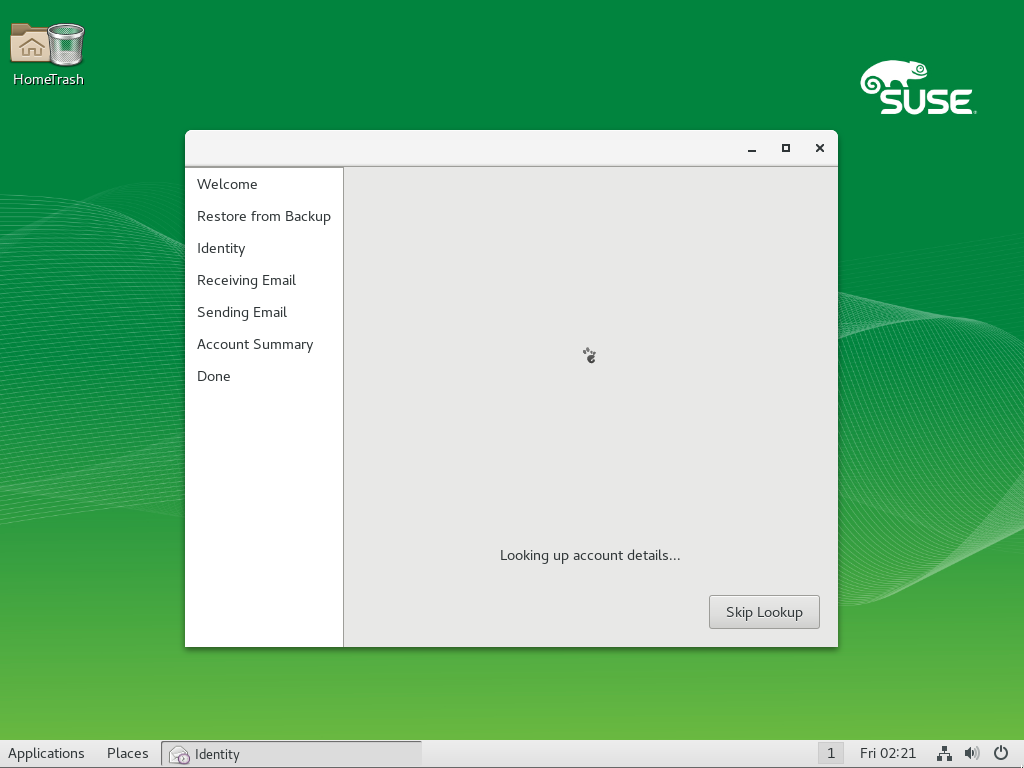 Home
Trash
SUSE
Welcome
Restore from Backup
Identity
Receiving Email
Sending Email
Account Summary
Done
Looking up account details...
Skip Lookup
Applications
Places
Identity
1
Fri 02:21